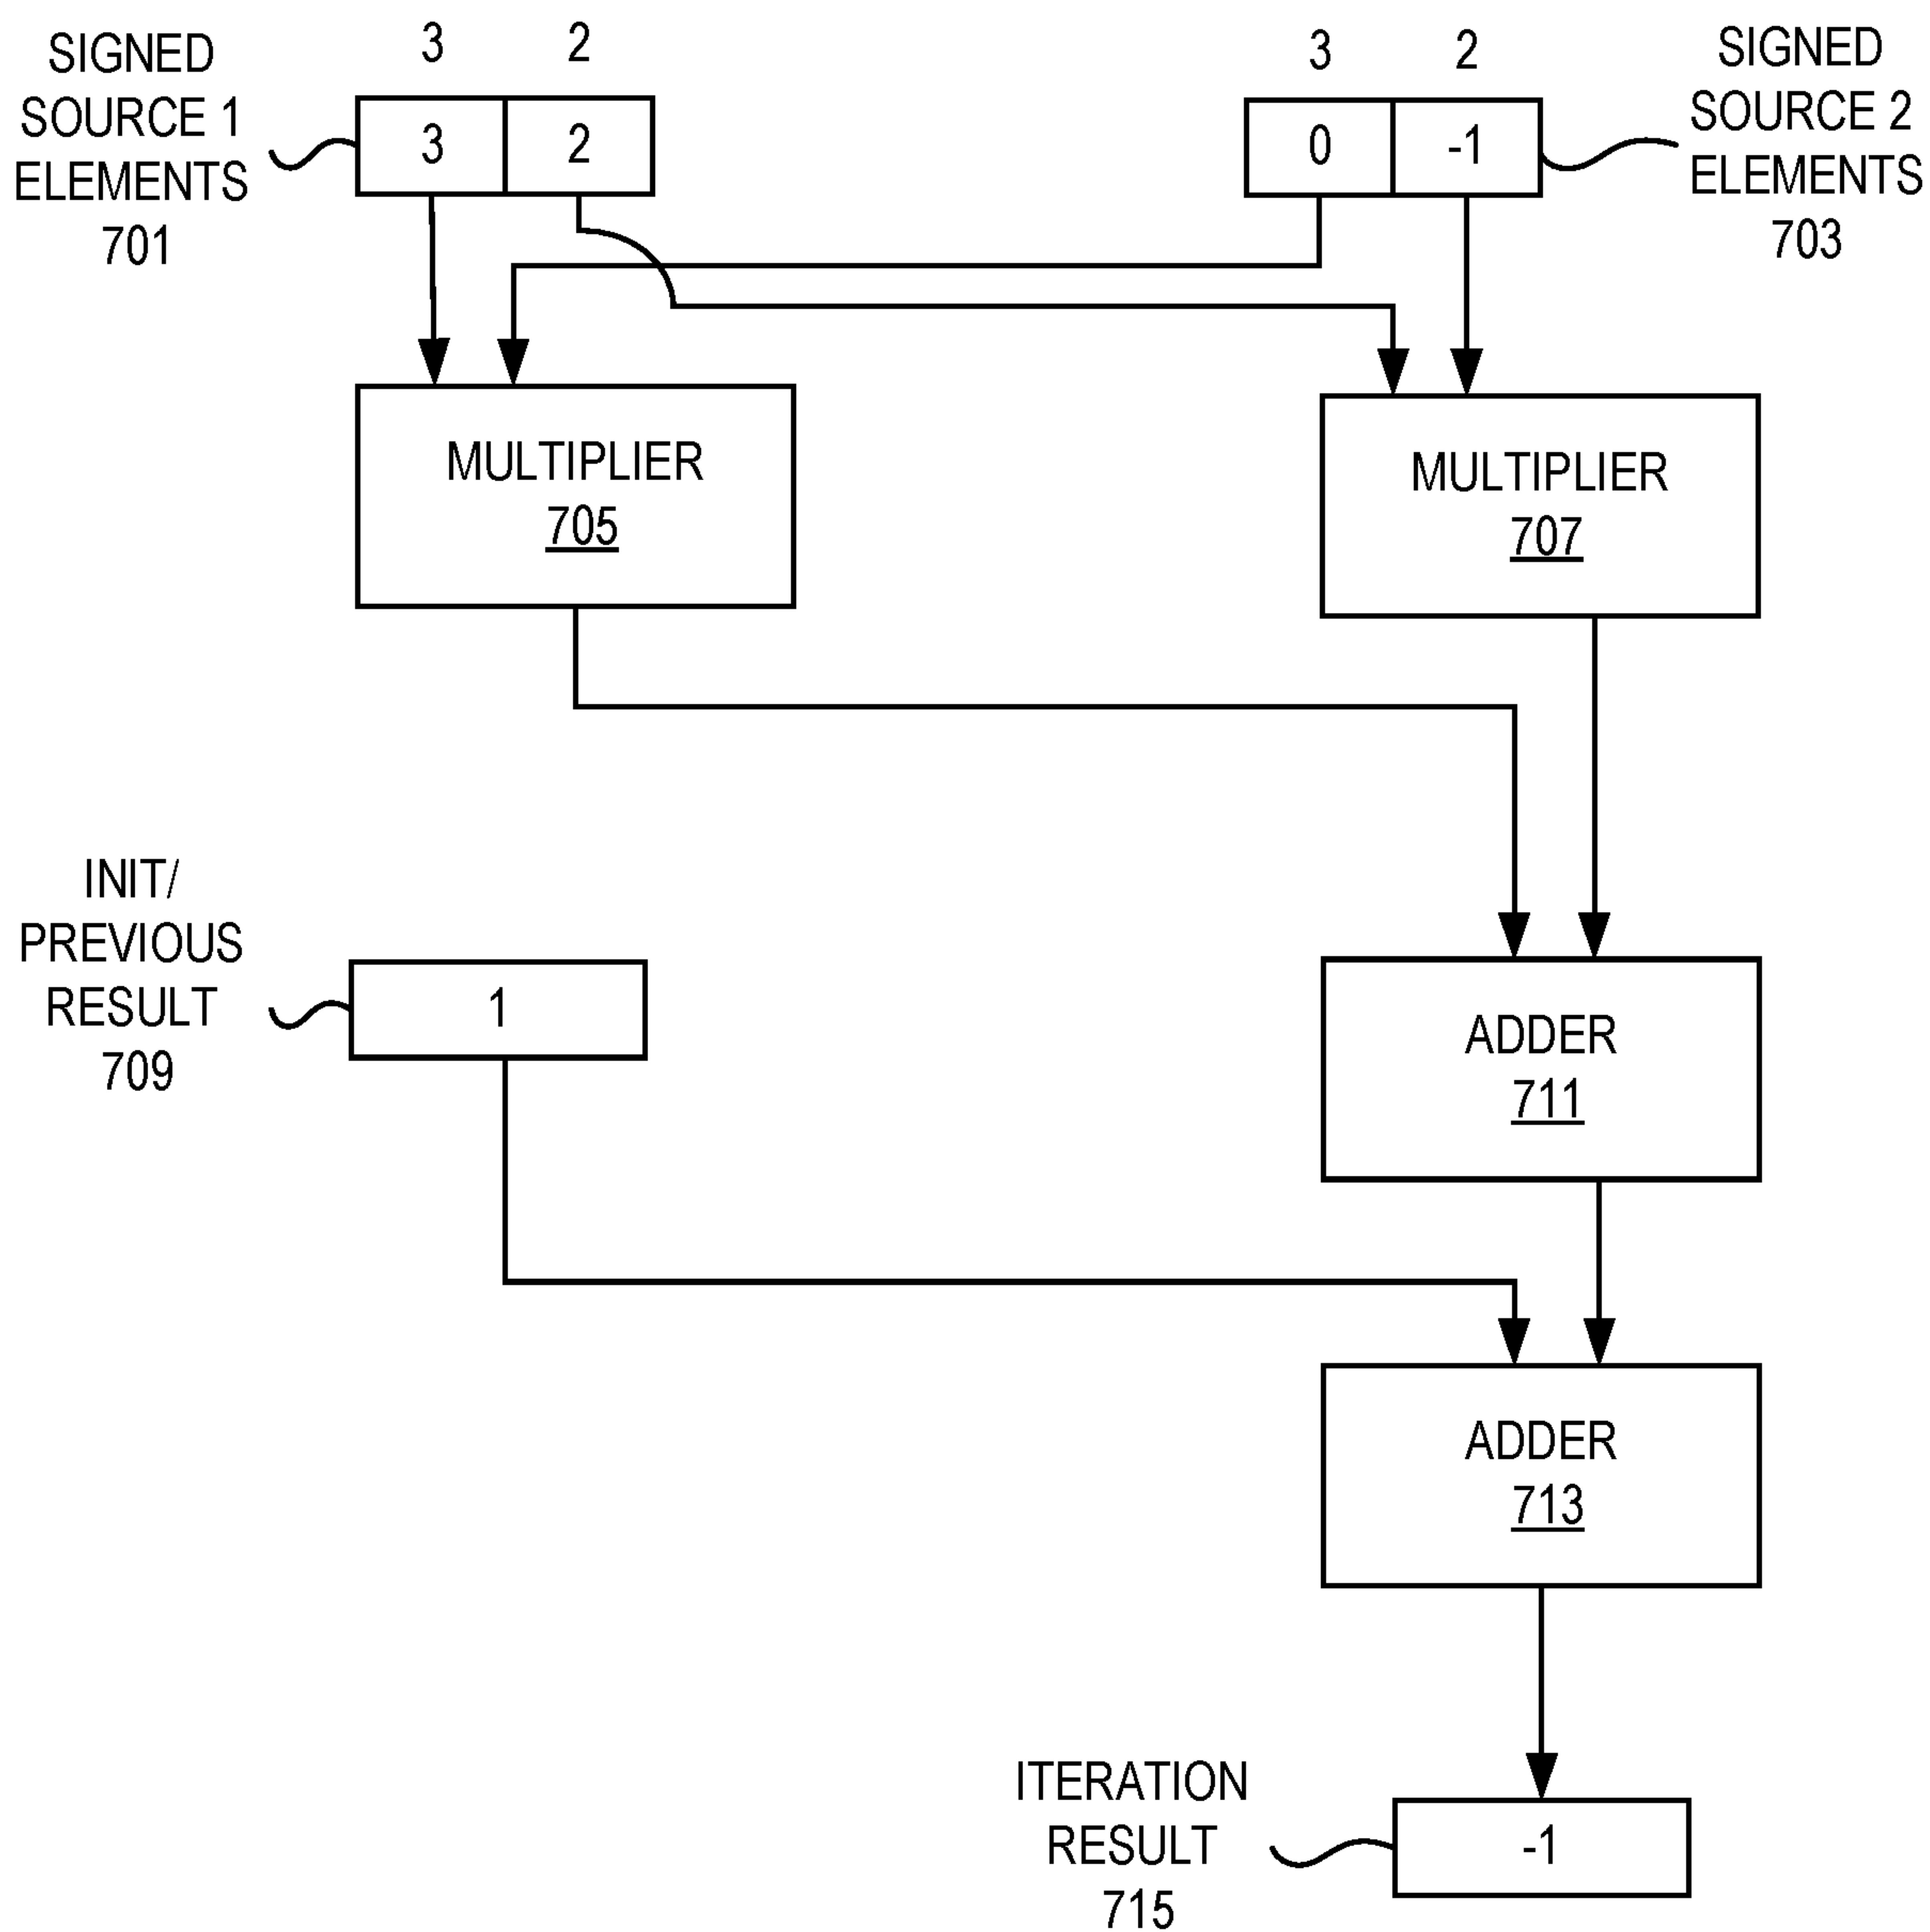 SIGNED
SOURCE 1
ELEMENTS
701
3 2
3 2
3 2
0 -1
SIGNED
SOURCE 2
ELEMENTS
703
MULTIPLIER
705
MULTIPLIER
707
INIT/
PREVIOUS
RESULT
709
1
ADDER
711
ADDER
713
ITERATION
RESULT
715
-1